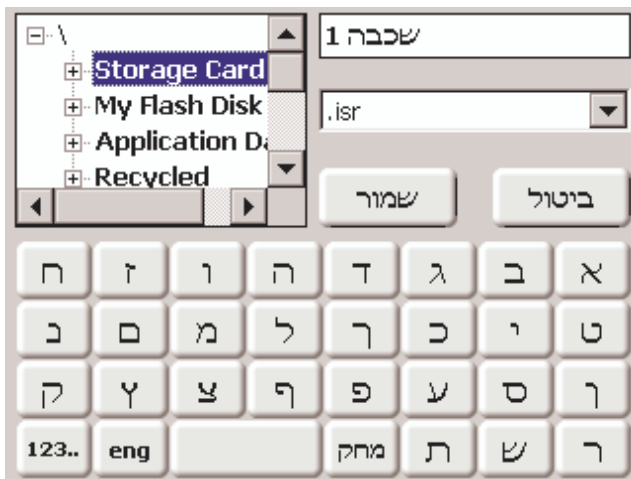 \
Storage Card
My Flash Disk
Application Da
Recycled
שכבה 1
.isr
שמור
ביטול
א ב ג ד ה ו ז ח
ט י כ ך ל מ ם נ
ן ס ע פ ף צ ץ ק
ר ש ת מחק eng 123..